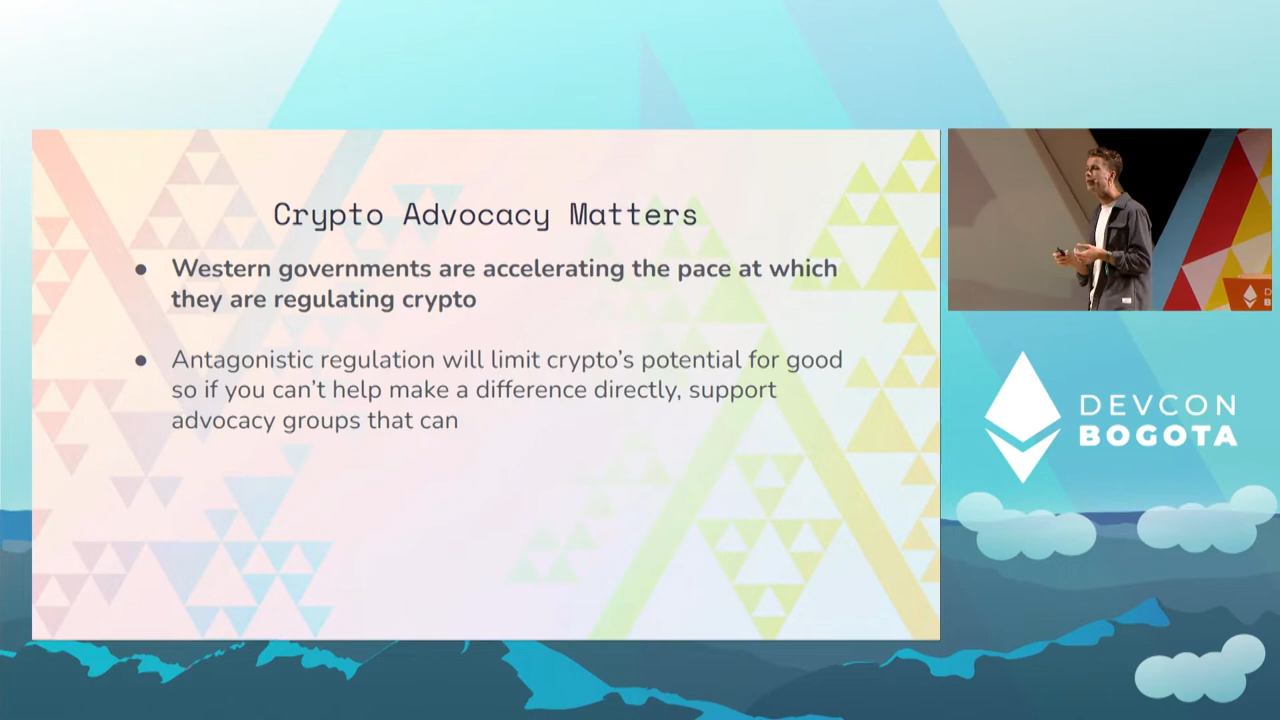 Crypto Advocacy Matters
● Western governments are accelerating the pace at which
they are regulating crypto
● Antagonistic regulation will limit crypto’s potential for good
so if you can’t help make a difference directly, support
advocacy groups that can
DEVCON
BOGOTA